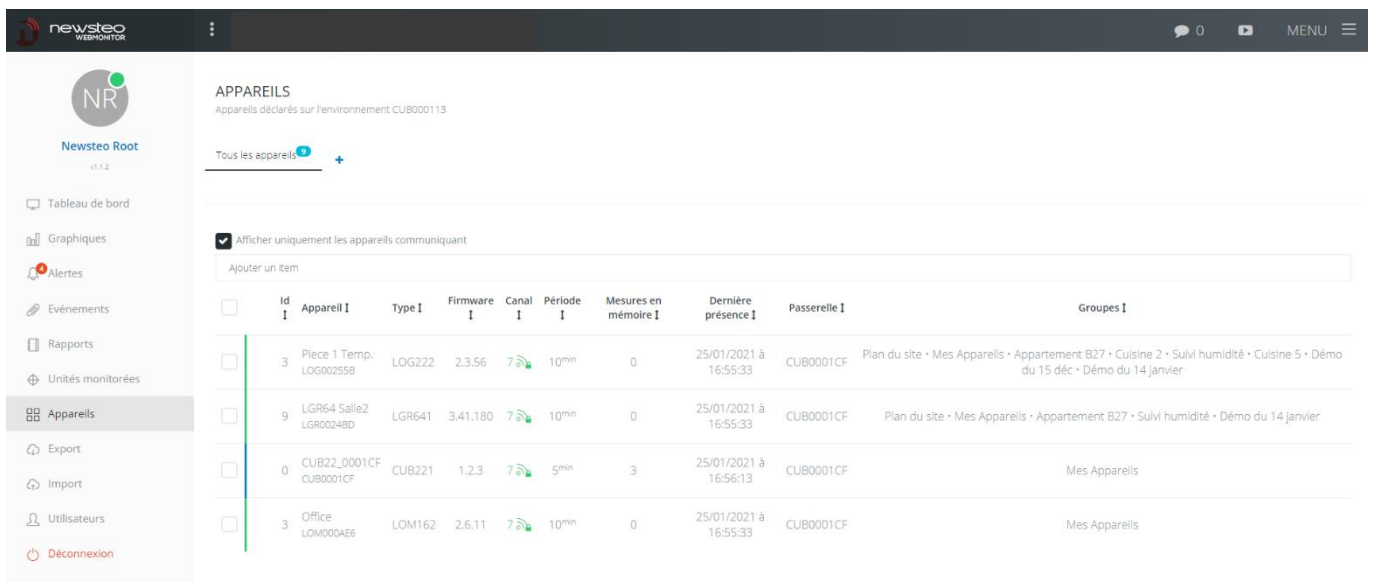 newsteo
WEBMONITOR
0
MENU
NR
Newsteo Root
v1.1.2
Tableau de bord
Graphiques
4
Alertes
Evénements
Rapports
Unités monitorées
Appareils
Export
Import
Utilisateurs
Déconnexion
APPAREILS
Appareils déclarés sur l'environnement CUB000113
Tous les appareils 9 +
Afficher uniquement les appareils communiquant
Ajouter un item
Id Appareil Type Firmware Canal Période Mesures en mémoire Dernière présence Passerelle Groupes
3 Piece 1 Temp. LOG222 2.3.56 7 10min 0 25/01/2021 à CUB0001CF Plan du site • Mes Appareils • Appartement B27 • Cuisine 2 • Suivi humidité • Cuisine 5 • Démo
LOG00255B 16:55:33 du 15 déc • Démo du 14 janvier
9 LGR64 Salle2 LGR641 3.41.180 7 10min 0 25/01/2021 à CUB0001CF Plan du site • Mes Appareils • Appartement B27 • Suivi humidité • Démo du 14 janvier
LGR0024BD 16:55:33
0 CUB22_0001CF CUB221 1.2.3 7 5min 3 25/01/2021 à CUB0001CF Mes Appareils
CUB0001CF 16:56:13
3 Office LOM162 2.6.11 7 10min 0 25/01/2021 à CUB0001CF Mes Appareils
LOM000AE6 16:55:33